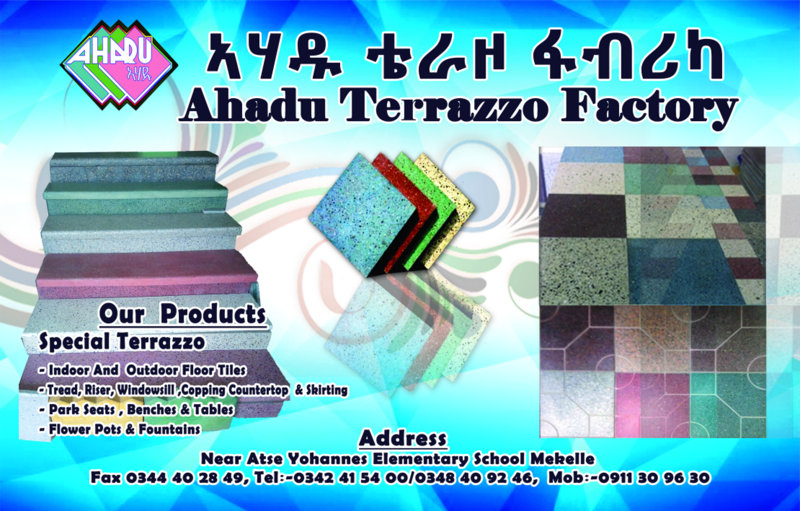 AHADU
አሃዱ
አሃዱ ቴራዞ ፋብሪካ
Ahadu Terrazzo Factory
Our Products
Special Terrazzo
- Indoor And Outdoor Floor Tiles
- Tread, Riser, Windowsill ,Copping Countertop & Skirting
- Park Seats , Benches & Tables
- Flower Pots & Fountains
Address
Near Atse Yohannes Elementary School Mekelle
Fax 0344 40 28 49, Tel:-0342 41 54 00/0348 40 92 46, Mob:-0911 30 96 30